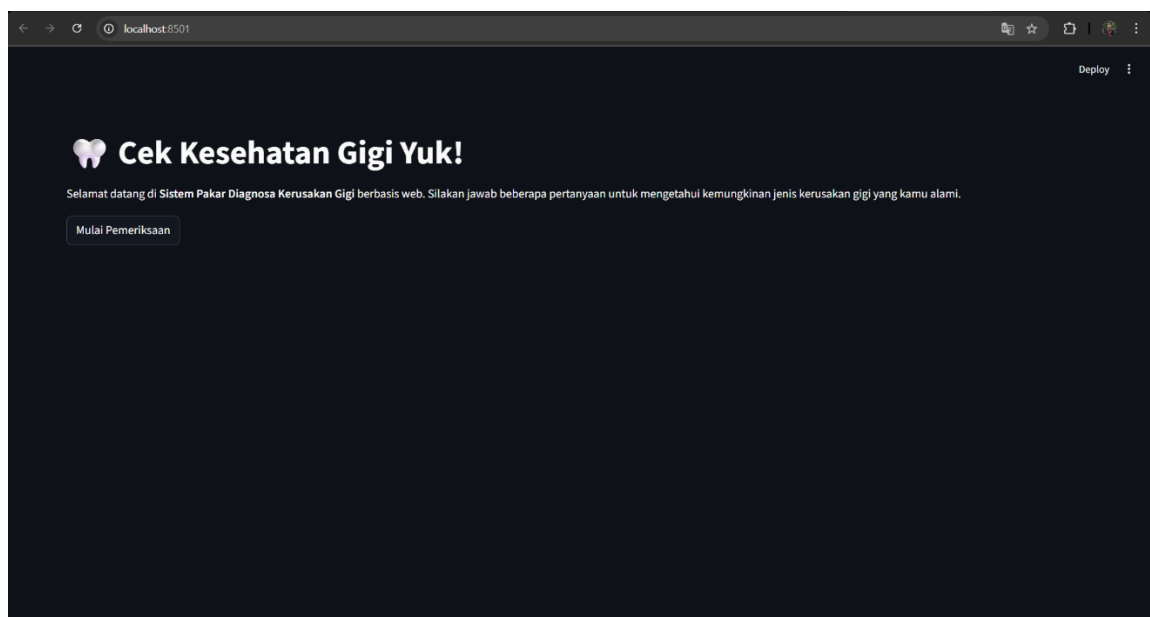 localhost:8501
Deploy
Cek Kesehatan Gigi Yuk!
Selamat datang di Sistem Pakar Diagnosa Kerusakan Gigi berbasis web. Silakan jawab beberapa pertanyaan untuk mengetahui kemungkinan jenis kerusakan gigi yang kamu alami.
Mulai Pemeriksaan